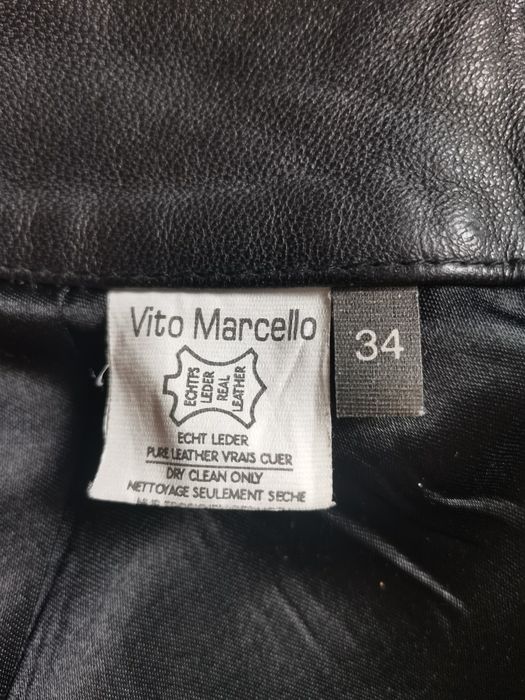 Vito Marcello
34
ECHTES
LEDER
REAL
LEATHER
ECHT LEDER
PURE LEATHER VRAIS CUER
DRY CLEAN ONLY
NETTOYAGE SEULEMENT SECHE